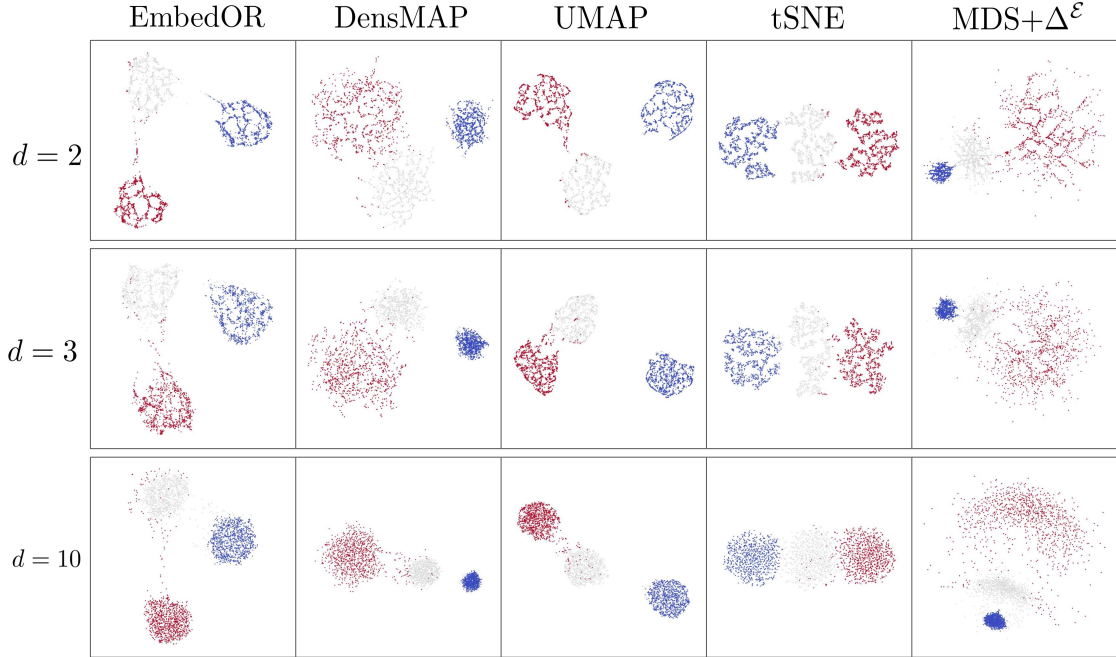 EmbedOR DensMAP UMAP tSNE MDS+Δ^ℰ
d = 2
d = 3
d = 10